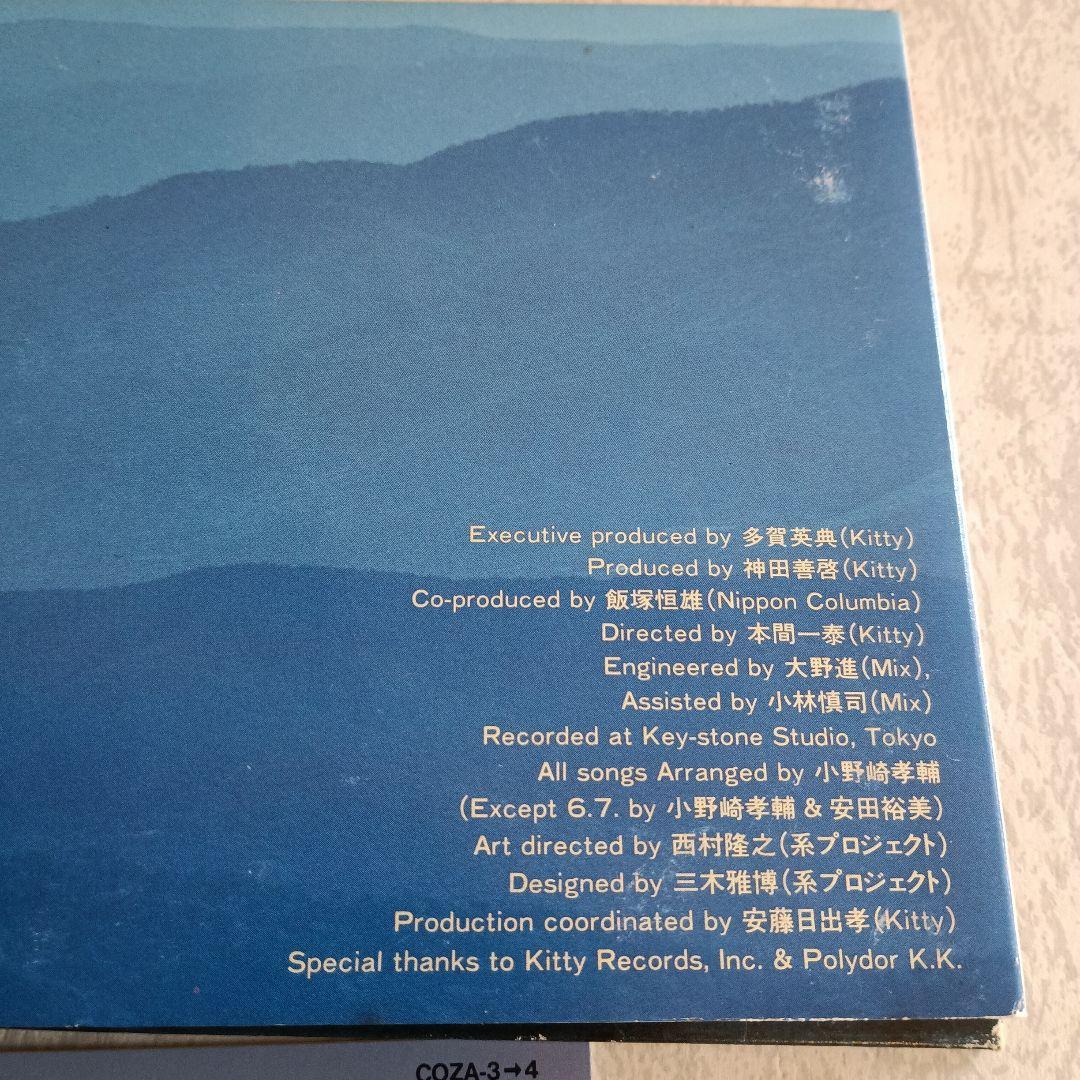 Executive produced by 多賀英典(Kitty)
Produced by 神田善啓(Kitty)
Co-produced by 飯塚恒雄(Nippon Columbia)
Directed by 本間一泰(Kitty)
Engineered by 大野進(Mix),
Assisted by 小林慎司(Mix)
Recorded at Key-stone Studio, Tokyo
All songs Arranged by 小野崎孝輔
(Except 6.7. by 小野崎孝輔 & 安田裕美)
Art directed by 西村隆之(系プロジェクト)
Designed by 三木雅博(系プロジェクト)
Production coordinated by 安藤日出孝(Kitty)
Special thanks to Kitty Records, Inc. & Polydor K.K.
COZA-3→4